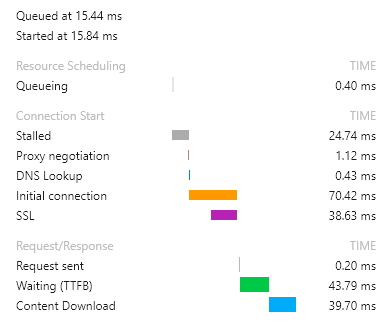 Queued at 15.44 ms
Started at 15.84 ms
Resource Scheduling TIME
Queueing 0.40 ms
Connection Start TIME
Stalled 24.74 ms
Proxy negotiation 1.12 ms
DNS Lookup 0.43 ms
Initial connection 70.42 ms
SSL 38.63 ms
Request/Response TIME
Request sent 0.20 ms
Waiting (TTFB) 43.79 ms
Content Download 39.70 ms